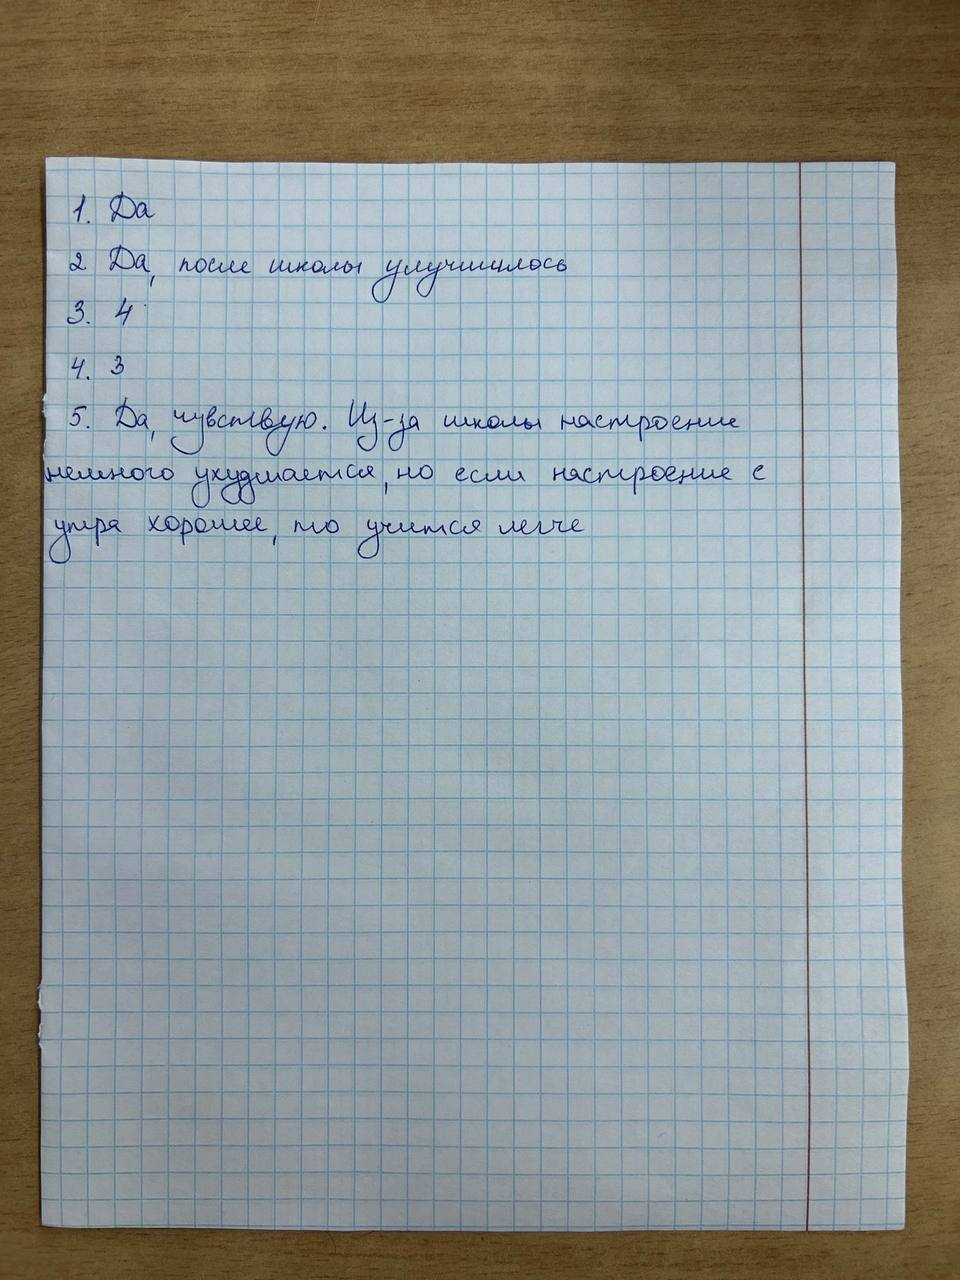 1. Да
2 Да, после школы улучшилось
3. 4
4. 3
5. Да, чувствую. Из-за школы настроение
немного ухудшается, но если настроение с
утра хорошее, то учится легче